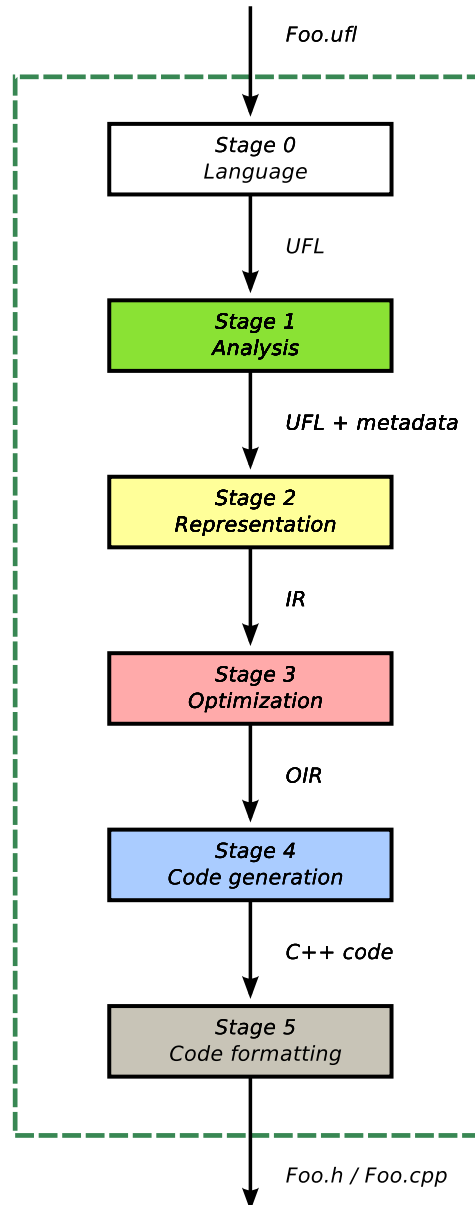 Foo.ufl
Stage 0
Language
UFL
Stage 1
Analysis
UFL + metadata
Stage 2
Representation
IR
Stage 3
Optimization
OIR
Stage 4
Code generation
C++ code
Stage 5
Code formatting
Foo.h / Foo.cpp